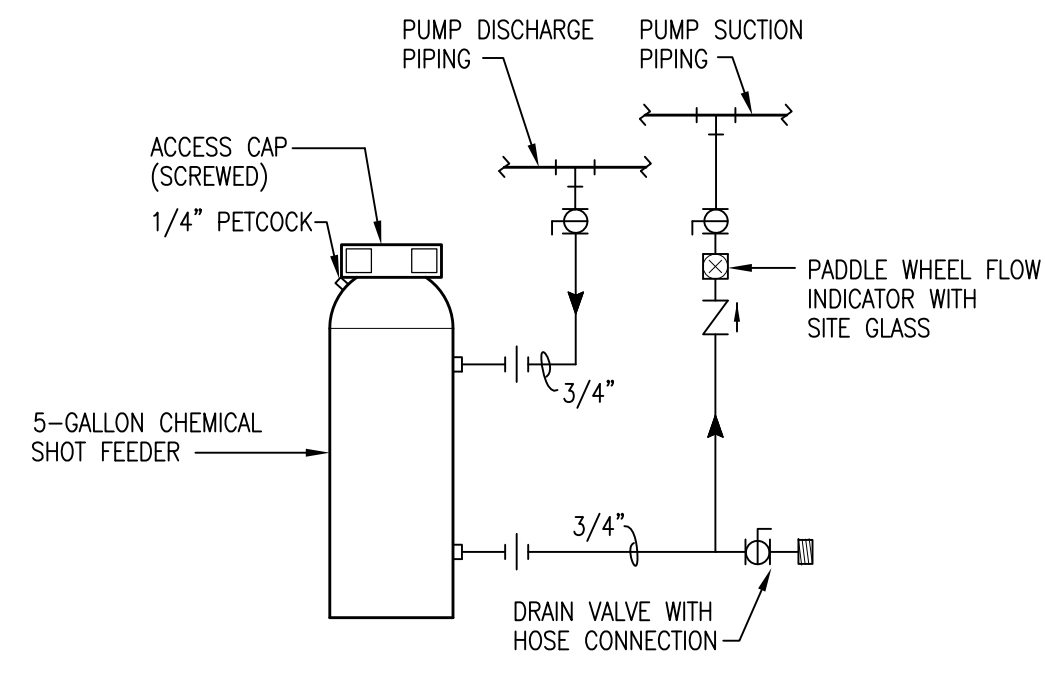 PUMP DISCHARGE
PIPING
PUMP SUCTION
PIPING
ACCESS CAP
(SCREWED)
1/4" PETCOCK
PADDLE WHEEL FLOW
INDICATOR WITH
SITE GLASS
3/4"
5-GALLON CHEMICAL
SHOT FEEDER
3/4"
DRAIN VALVE WITH
HOSE CONNECTION